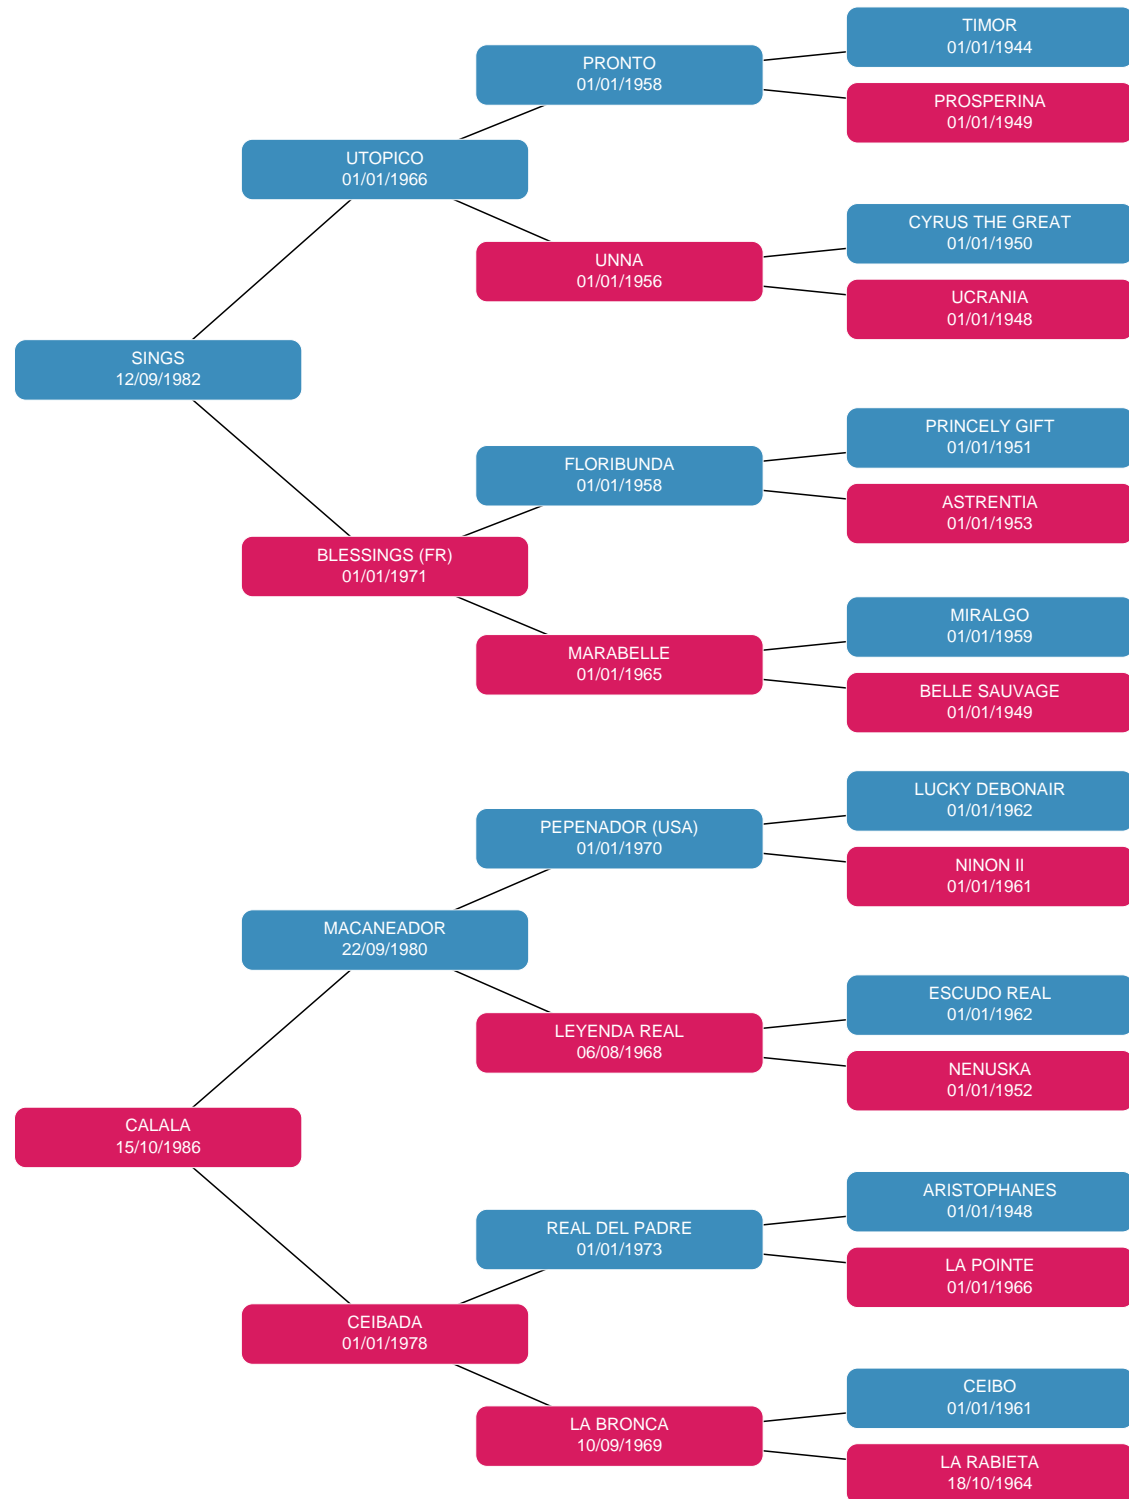 TIMOR
01/01/1944
PRONTO
01/01/1958
PROSPERINA
01/01/1949
UTOPICO
01/01/1966
CYRUS THE GREAT
01/01/1950
UNNA
01/01/1956
UCRANIA
01/01/1948
SINGS
12/09/1982
PRINCELY GIFT
01/01/1951
FLORIBUNDA
01/01/1958
ASTRENTIA
01/01/1953
BLESSINGS (FR)
01/01/1971
MIRALGO
01/01/1959
MARABELLE
01/01/1965
BELLE SAUVAGE
01/01/1949
LUCKY DEBONAIR
01/01/1962
PEPENADOR (USA)
01/01/1970
NINON II
01/01/1961
MACANEADOR
22/09/1980
ESCUDO REAL
01/01/1962
LEYENDA REAL
06/08/1968
NENUSKA
01/01/1952
CALALA
15/10/1986
ARISTOPHANES
01/01/1948
REAL DEL PADRE
01/01/1973
LA POINTE
01/01/1966
CEIBADA
01/01/1978
CEIBO
01/01/1961
LA BRONCA
10/09/1969
LA RABIETA
18/10/1964